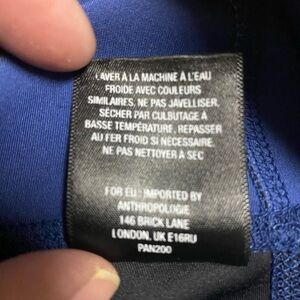 LAVER À LA MACHINE À L'EAU
FROIDE AVEC COULEURS
SIMILAIRES, NE PAS JAVELLISER,
SÉCHER PAR CULBUTAGE À
BASSE TEMPÉRATURE, REPASSER
AU FER FROID SI NÉCESSAIRE.
NE PAS NETTOYER À SEC
FOR EU: IMPORTED BY
ANTHROPOLOGIE
146 BRICK LANE
LONDON, UK E16RU
PAN200